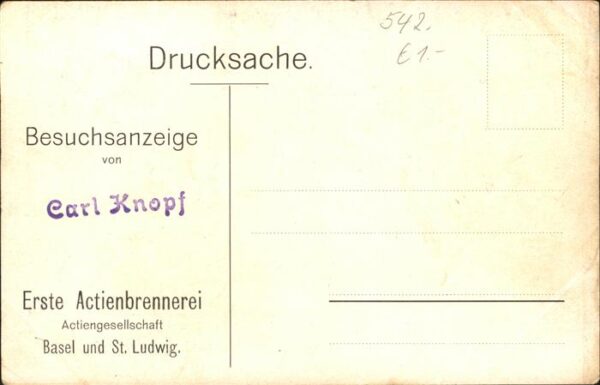 542.
€1.-
Drucksache.
Besuchsanzeige
von
Carl Knopf
Erste Actienbrennerei
Actiengesellschaft
Basel und St. Ludwig.